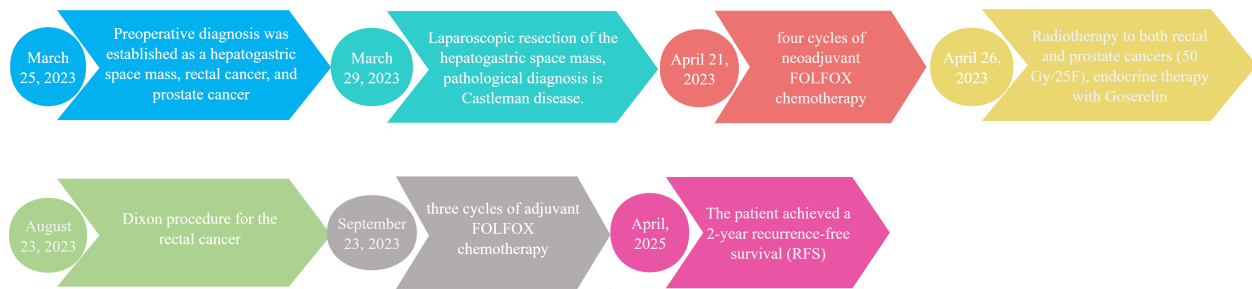 March
25, 2023
Preoperative diagnosis was
established as a hepatogastric
space mass, rectal cancer, and
prostate cancer
March
29, 2023
Laparoscopic resection of the
hepatogastric space mass,
pathological diagnosis is
Castleman disease.
April 21,
2023
four cycles of
neoadjuvant
FOLFOX
chemotherapy
April 26,
2023
Radiotherapy to both rectal
and prostate cancers (50
Gy/25F), endocrine therapy
with Goserelin
August
23, 2023
Dixon procedure for the
rectal cancer
September
23, 2023
three cycles of adjuvant
FOLFOX
chemotherapy
April,
2025
The patient achieved a
2-year recurrence-free
survival (RFS)